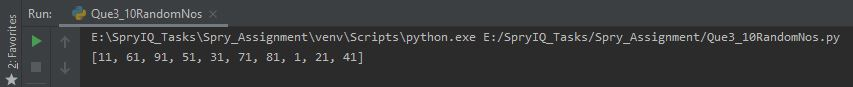 Run: Que3_10RandomNos ×
E:\SpryIQ_Tasks\Spry_Assignment\venv\Scripts\python.exe E:/SpryIQ_Tasks/Spry_Assignment/Que3_10RandomNos.py
[11, 61, 91, 51, 31, 71, 81, 1, 21, 41]
2: Favorites